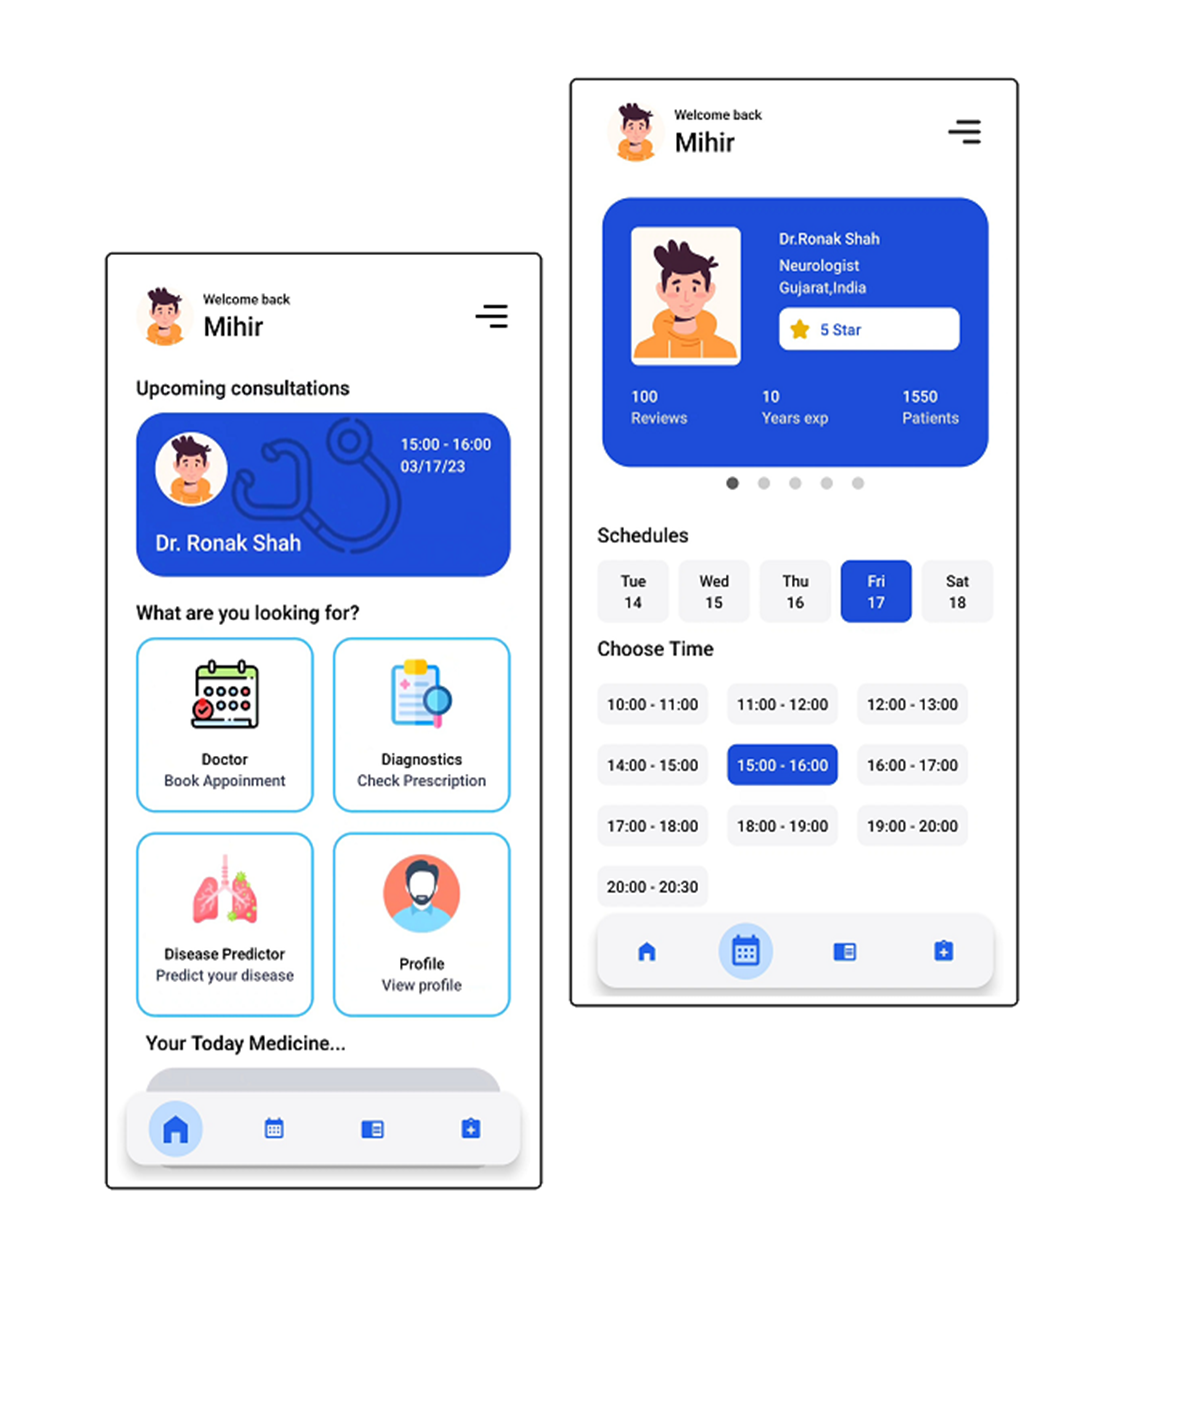 Welcome back
Mihir
Upcoming consultations
15:00 - 16:00
03/17/23
Dr. Ronak Shah
What are you looking for?
Doctor
Book Appoinment
Diagnostics
Check Prescription
Disease Predictor
Predict your disease
Profile
View profile
Your Today Medicine...
Welcome back
Mihir
Dr.Ronak Shah
Neurologist
Gujarat,India
5 Star
100
Reviews
10
Years exp
1550
Patients
Schedules
Tue
14
Wed
15
Thu
16
Fri
17
Sat
18
Choose Time
10:00 - 11:00
11:00 - 12:00
12:00 - 13:00
14:00 - 15:00
15:00 - 16:00
16:00 - 17:00
17:00 - 18:00
18:00 - 19:00
19:00 - 20:00
20:00 - 20:30